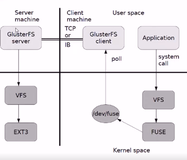 Server
machine
Client
machine
User space
GlusterFS
server
TCP
or
IB
GlusterFS
client
Application
poll
system
call
VFS
/dev/fuse
VFS
EXT3
FUSE
Kernel space